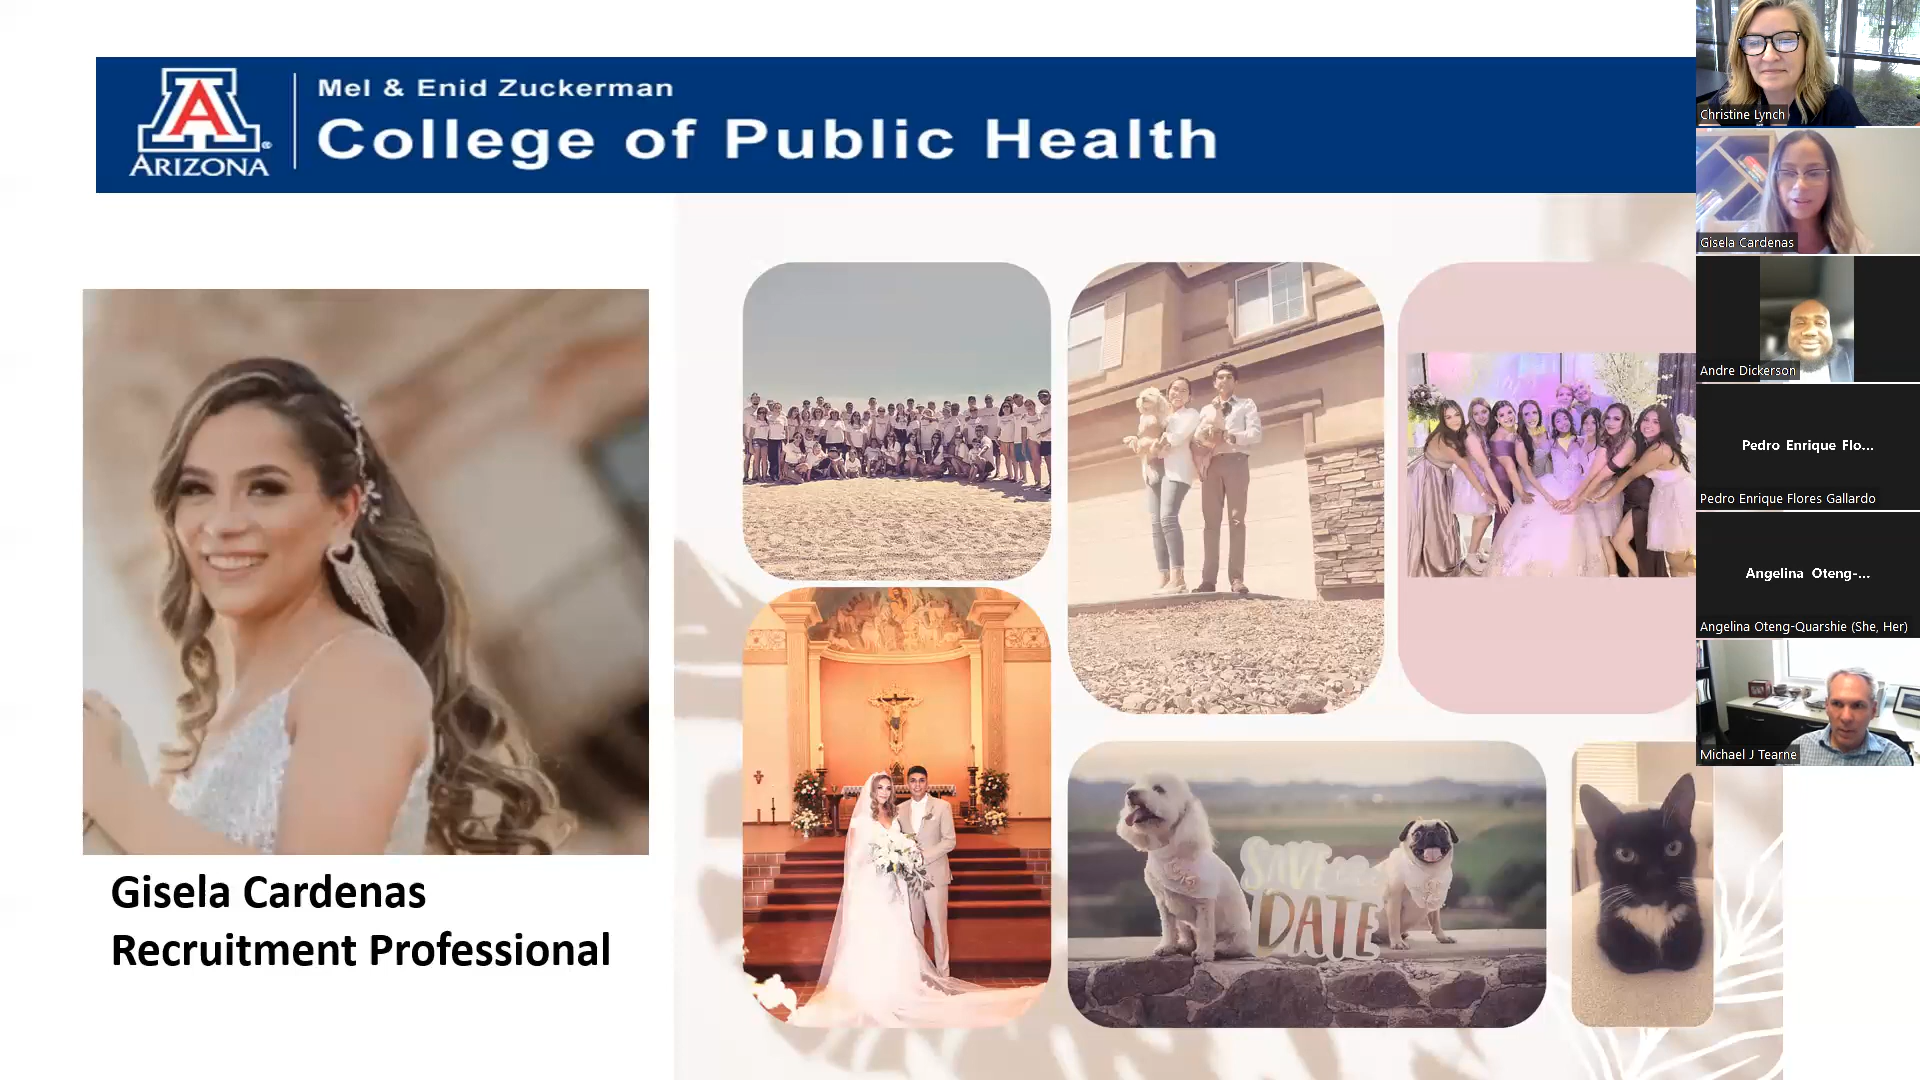 ARIZONA
Mel & Enid Zuckerman
College of Public Health
Gisela Cardenas
Recruitment Professional
SAVE the
DATE
Christine Lynch
Gisela Cardenas
Andre Dickerson
Pedro Enrique Flo...
Pedro Enrique Flores Gallardo
Angelina Oteng-...
Angelina Oteng-Quarshie (She, Her)
Michael J Tearne